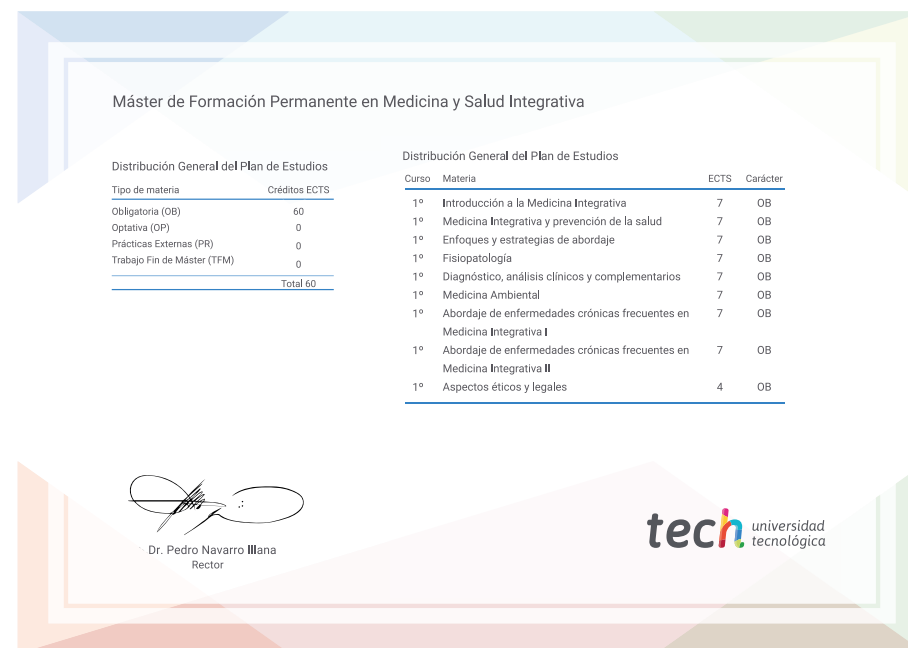 Máster de Formación Permanente en Medicina y Salud Integrativa
Distribución General del Plan de Estudios
Tipo de materia Créditos ECTS
Obligatoria (OB) 60
Optativa (OP) 0
Prácticas Externas (PR) 0
Trabajo Fin de Máster (TFM) 0
Total 60
Distribución General del Plan de Estudios
Curso Materia ECTS Carácter
1º Introducción a la Medicina Integrativa 7 OB
1º Medicina Integrativa y prevención de la salud 7 OB
1º Enfoques y estrategias de abordaje 7 OB
1º Fisiopatología 7 OB
1º Diagnóstico, análisis clínicos y complementarios 7 OB
1º Medicina Ambiental 7 OB
1º Abordaje de enfermedades crónicas frecuentes en 7 OB
Medicina Integrativa I
1º Abordaje de enfermedades crónicas frecuentes en 7 OB
Medicina Integrativa II
1º Aspectos éticos y legales 4 OB
Dr. Pedro Navarro Illana
Rector
tech universidad
tecnológica